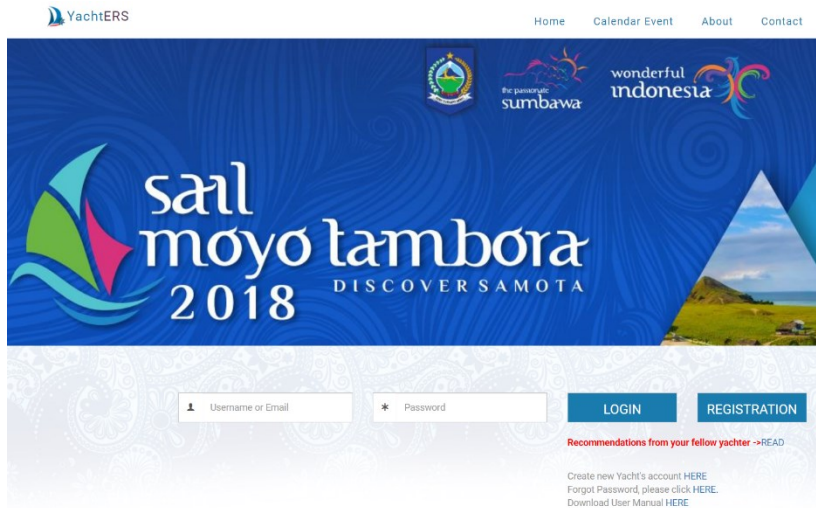 YachtERS
Home Calendar Event About Contact
the passionate
sumbawa
wonderful
indonesia
sail
moyo tambora
2018 DISCOVER SAMOTA
Username or Email
Password
LOGIN
REGISTRATION
Recommendations from your fellow yachter ->READ
Create new Yacht's account HERE
Forgot Password, please click HERE.
Download User Manual HERE